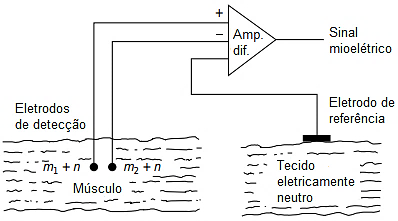 +
−
Amp.
dif.
Sinal
mioelétrico
Eletrodos
de detecção
Eletrodo de
referência
m₁ + n
m₂ + n
Músculo
Tecido
eletricamente
neutro